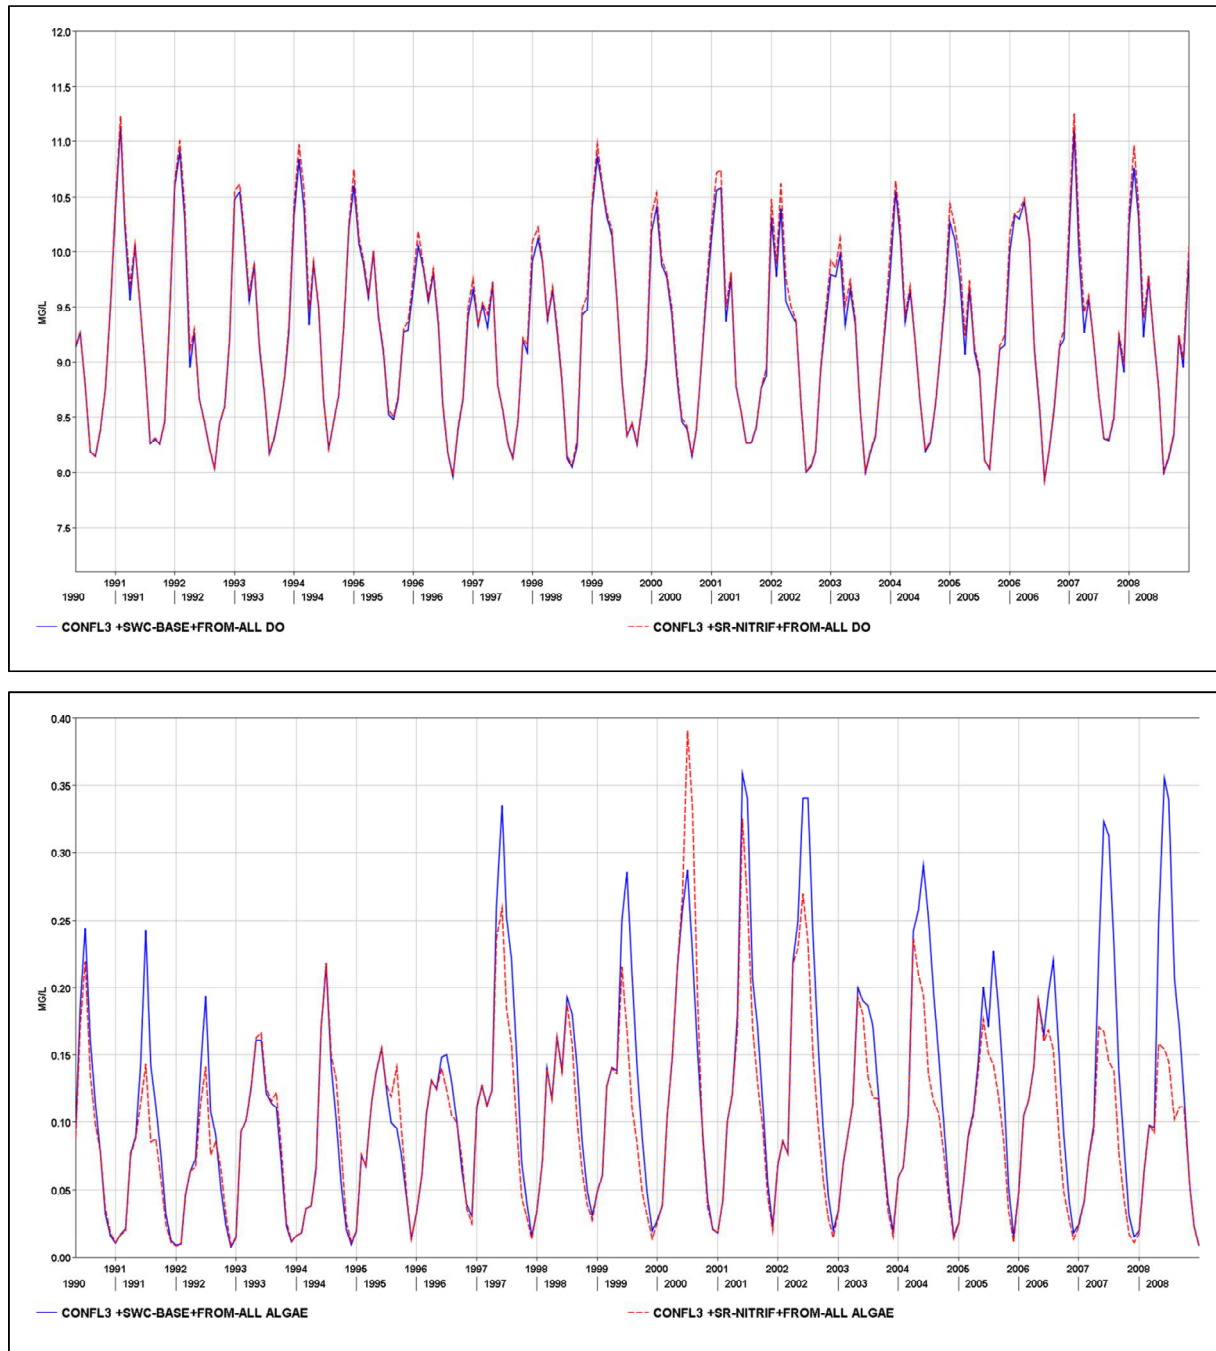 12.0
11.5
11.0
10.5
10.0
9.5
9.0
8.5
8.0
7.5
MG/L
1991 1992 1993 1994 1995 1996 1997 1998 1999 2000 2001 2002 2003 2004 2005 2006 2007 2008
1990 1991 1992 1993 1994 1995 1996 1997 1998 1999 2000 2001 2002 2003 2004 2005 2006 2007 2008
CONFL3 +SWC-BASE+FROM-ALL DO CONFL3 +SR-NITRIF+FROM-ALL DO
0.40
0.35
0.30
0.25
0.20
0.15
0.10
0.05
0.00
MG/L
1991 1992 1993 1994 1995 1996 1997 1998 1999 2000 2001 2002 2003 2004 2005 2006 2007 2008
1990 1991 1992 1993 1994 1995 1996 1997 1998 1999 2000 2001 2002 2003 2004 2005 2006 2007 2008
CONFL3 +SWC-BASE+FROM-ALL ALGAE CONFL3 +SR-NITRIF+FROM-ALL ALGAE